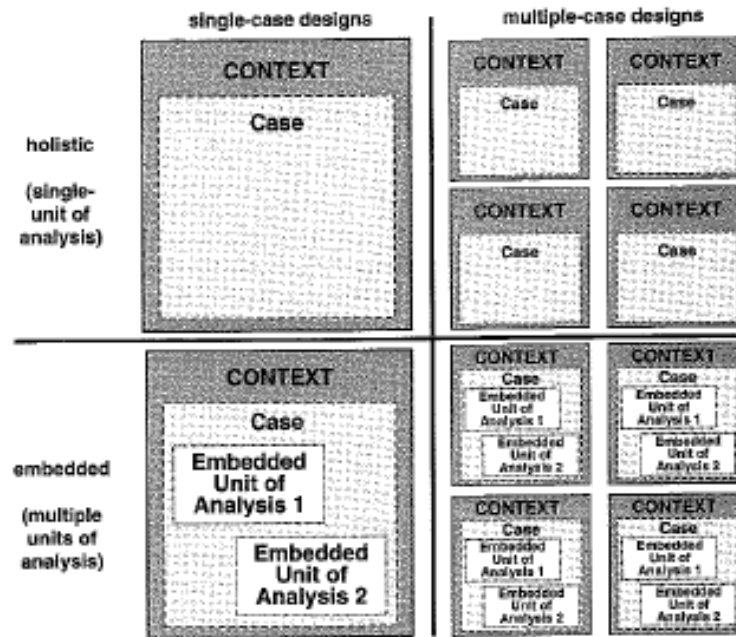 single-case designs
multiple-case designs
holistic
(single-
unit of
analysis)
CONTEXT
Case
CONTEXT
Case
CONTEXT
Case
CONTEXT
Case
CONTEXT
Case
embedded
(multiple
units of
analysis)
CONTEXT
Case
Embedded
Unit of
Analysis 1
Embedded
Unit of
Analysis 2
CONTEXT
Case
Embedded
Unit of
Analysis 1
Embedded
Unit of
Analysis 2
CONTEXT
Case
Embedded
Unit of
Analysis 1
Embedded
Unit of
Analysis 2
CONTEXT
Case
Embedded
Unit of
Analysis 1
Embedded
Unit of
Analysis 2
CONTEXT
Case
Embedded
Unit of
Analysis 1
Embedded
Unit of
Analysis 2